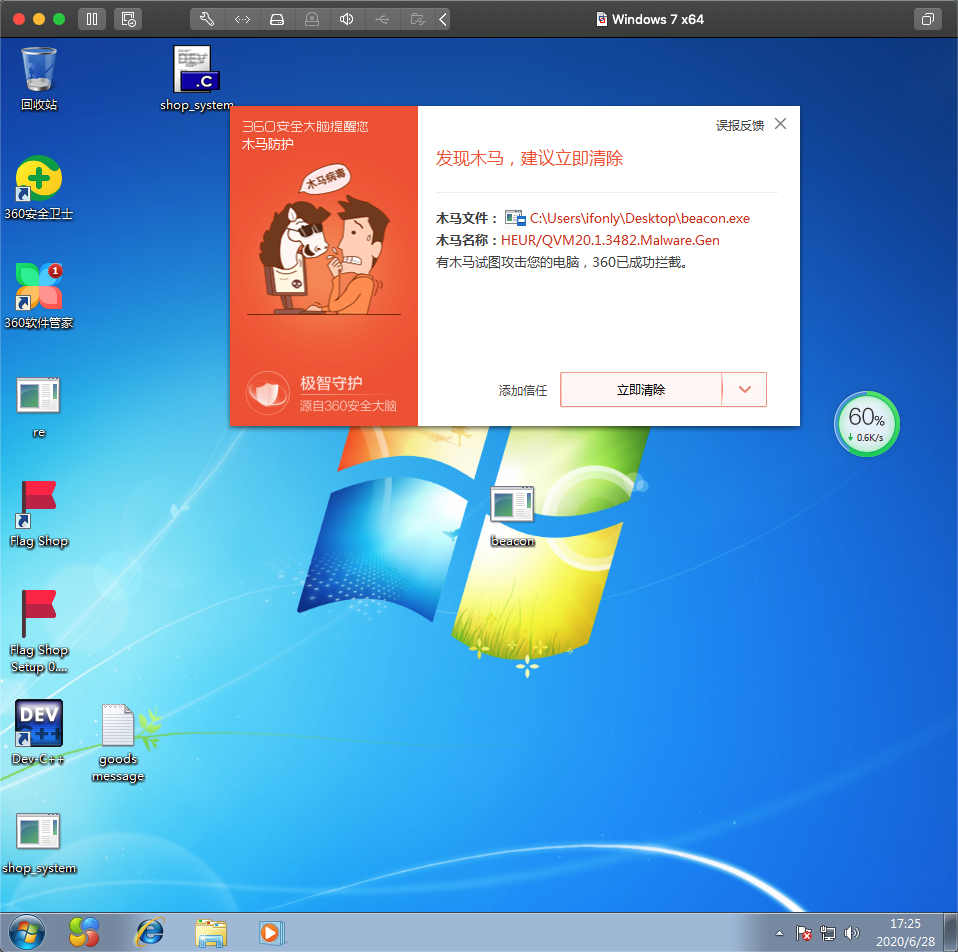 Windows 7 x64
回收站
DEV
.C
shop_system
360安全卫士
1
360软件管家
re
Flag Shop
Flag Shop
Setup 0....
DEV
C++
Dev-C++
goods
message
shop_system
360安全大脑提醒您
木马防护
木马病毒
极智守护
源自360安全大脑
误报反馈
发现木马，建议立即清除
木马文件： C:\Users\ifonly\Desktop\beacon.exe
木马名称：HEUR/QVM20.1.3482.Malware.Gen
有木马试图攻击您的电脑，360已成功拦截。
添加信任
立即清除
60%
0.6K/s
beacon
17:25
2020/6/28